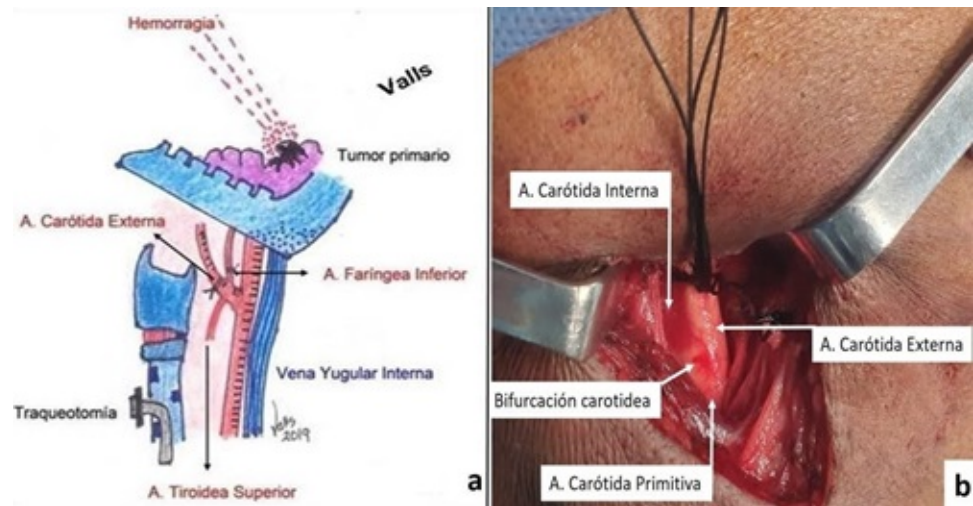 Hemorragia
Valls
Tumor primario
A. Carótida Externa
A. Faríngea Inferior
Vena Yugular Interna
Traqueotomía
Valls
2019
A. Tiroidea Superior
a
A. Carótida Interna
A. Carótida Externa
Bifurcación carotidea
A. Carótida Primitiva
b